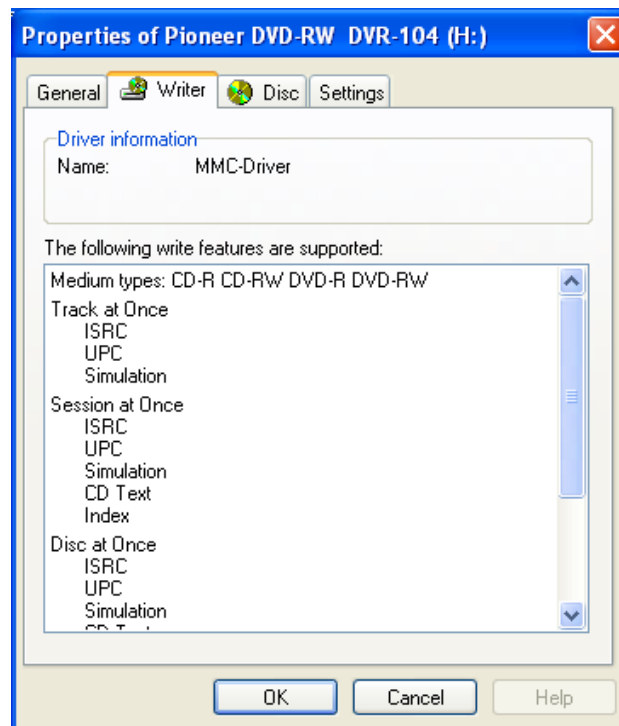 Properties of Pioneer DVD-RW DVR-104 (H:)
General Writer Disc Settings
Driver information
Name: MMC-Driver
The following write features are supported:
Medium types: CD-R CD-RW DVD-R DVD-RW
Track at Once
ISRC
UPC
Simulation
Session at Once
ISRC
UPC
Simulation
CD Text
Index
Disc at Once
ISRC
UPC
Simulation
OK Cancel Help